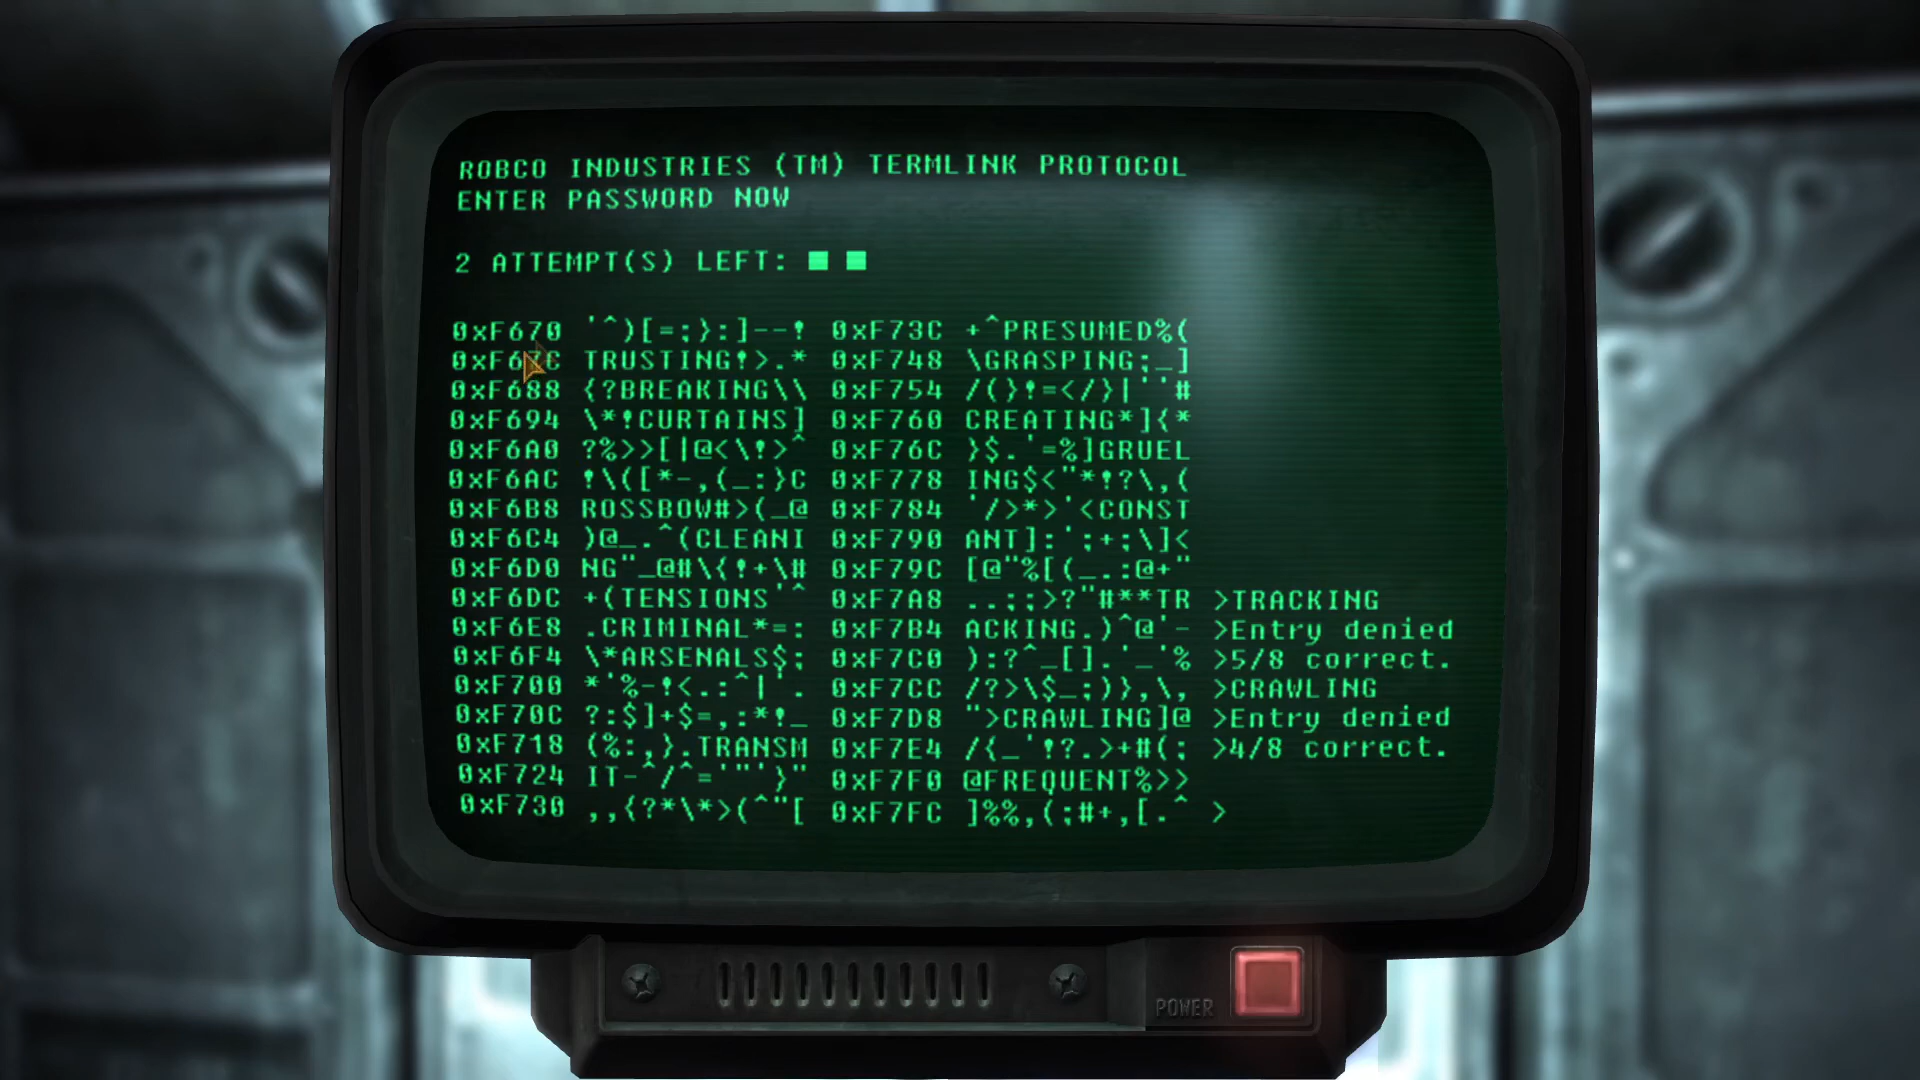 ROBCO INDUSTRIES (TM) TERMLINK PROTOCOL
ENTER PASSWORD NOW
2 ATTEMPT(S) LEFT: ■ ■
0xF670 '^)[=;}:]--! 0xF73C +^PRESUMED%(
0xF67C TRUSTING!>.* 0xF748 \GRASPING;_]
0xF688 {?BREAKING\\ 0xF754 /(}!=</}|''#
0xF694 \*!CURTAINS] 0xF760 CREATING*]{*
0xF6A0 ?%>>[|@<\!>^ 0xF76C }$.'=%]GRUEL
0xF6AC !\([*-,(_:}C 0xF778 ING$<"*!?\,(
0xF6B8 ROSSBOW#>(_@ 0xF784 '/>*>'<CONST
0xF6C4 )@_.^(CLEANI 0xF790 ANT]:';+;\]<
0xF6D0 NG"_@#\{!+\# 0xF79C [@"%[(_.:@+"
0xF6DC +(TENSIONS'^ 0xF7A8 ..;;>?"#**TR >TRACKING
0xF6E8 .CRIMINAL*=: 0xF7B4 ACKING.)^@'- >Entry denied
0xF6F4 \*ARSENALS$; 0xF7C0 ):?^_[].'_'% >5/8 correct.
0xF700 *'%-!<.:^|'. 0xF7CC /?>\$_;)},\, >CRAWLING
0xF70C ?:$]+$=,:*!_ 0xF7D8 ">CRAWLING]@ >Entry denied
0xF718 (%:,}.TRANSM 0xF7E4 /{_'!?.>+#(; >4/8 correct.
0xF724 IT-^/^='"'}" 0xF7F0 @FREQUENT%>>
0xF730 ,,{?*\*>(^"[ 0xF7FC ]%%,(;#+,[.^ >
POWER